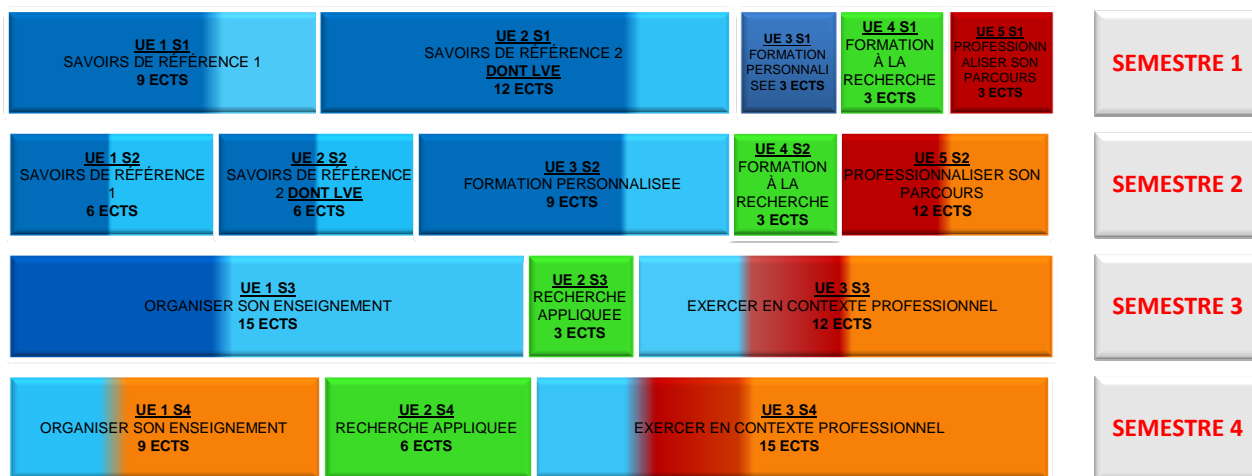 UE 1 S1
SAVOIRS DE RÉFÉRENCE 1
9 ECTS
UE 2 S1
SAVOIRS DE RÉFÉRENCE 2
DONT LVE
12 ECTS
UE 3 S1
FORMATION
PERSONNALI
SEE 3 ECTS
UE 4 S1
FORMATION
À LA
RECHERCHE
3 ECTS
UE 5 S1
PROFESSIONN
ALISER SON
PARCOURS
3 ECTS
SEMESTRE 1
UE 1 S2
SAVOIRS DE RÉFÉRENCE
1
6 ECTS
UE 2 S2
SAVOIRS DE RÉFÉRENCE
2 DONT LVE
6 ECTS
UE 3 S2
FORMATION PERSONNALISEE
9 ECTS
UE 4 S2
FORMATION
À LA
RECHERCHE
3 ECTS
UE 5 S2
PROFESSIONNALISER SON
PARCOURS
12 ECTS
SEMESTRE 2
UE 1 S3
ORGANISER SON ENSEIGNEMENT
15 ECTS
UE 2 S3
RECHERCHE
APPLIQUEE
3 ECTS
UE 3 S3
EXERCER EN CONTEXTE PROFESSIONNEL
12 ECTS
SEMESTRE 3
UE 1 S4
ORGANISER SON ENSEIGNEMENT
9 ECTS
UE 2 S4
RECHERCHE APPLIQUEE
6 ECTS
UE 3 S4
EXERCER EN CONTEXTE PROFESSIONNEL
15 ECTS
SEMESTRE 4